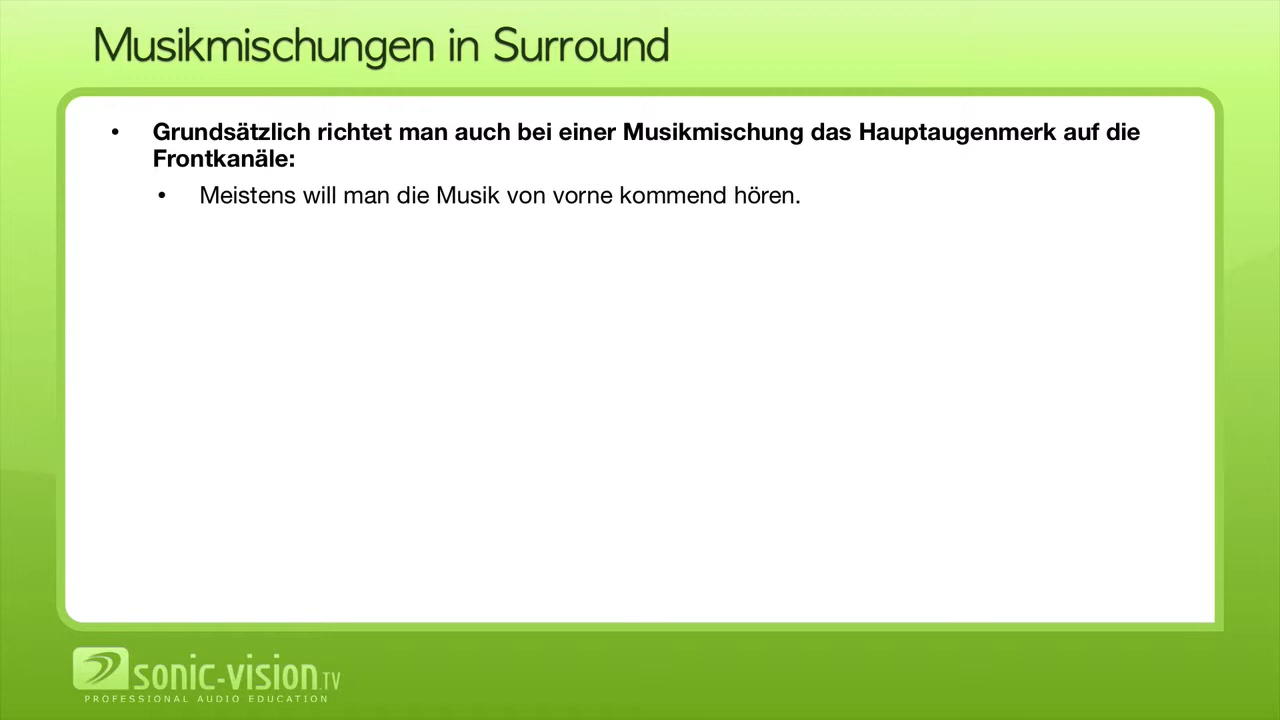 Musikmischungen in Surround
• Grundsätzlich richtet man auch bei einer Musikmischung das Hauptaugenmerk auf die
Frontkanäle:
• Meistens will man die Musik von vorne kommend hören.
sonic-vision.TV
PROFESSIONAL AUDIO EDUCATION